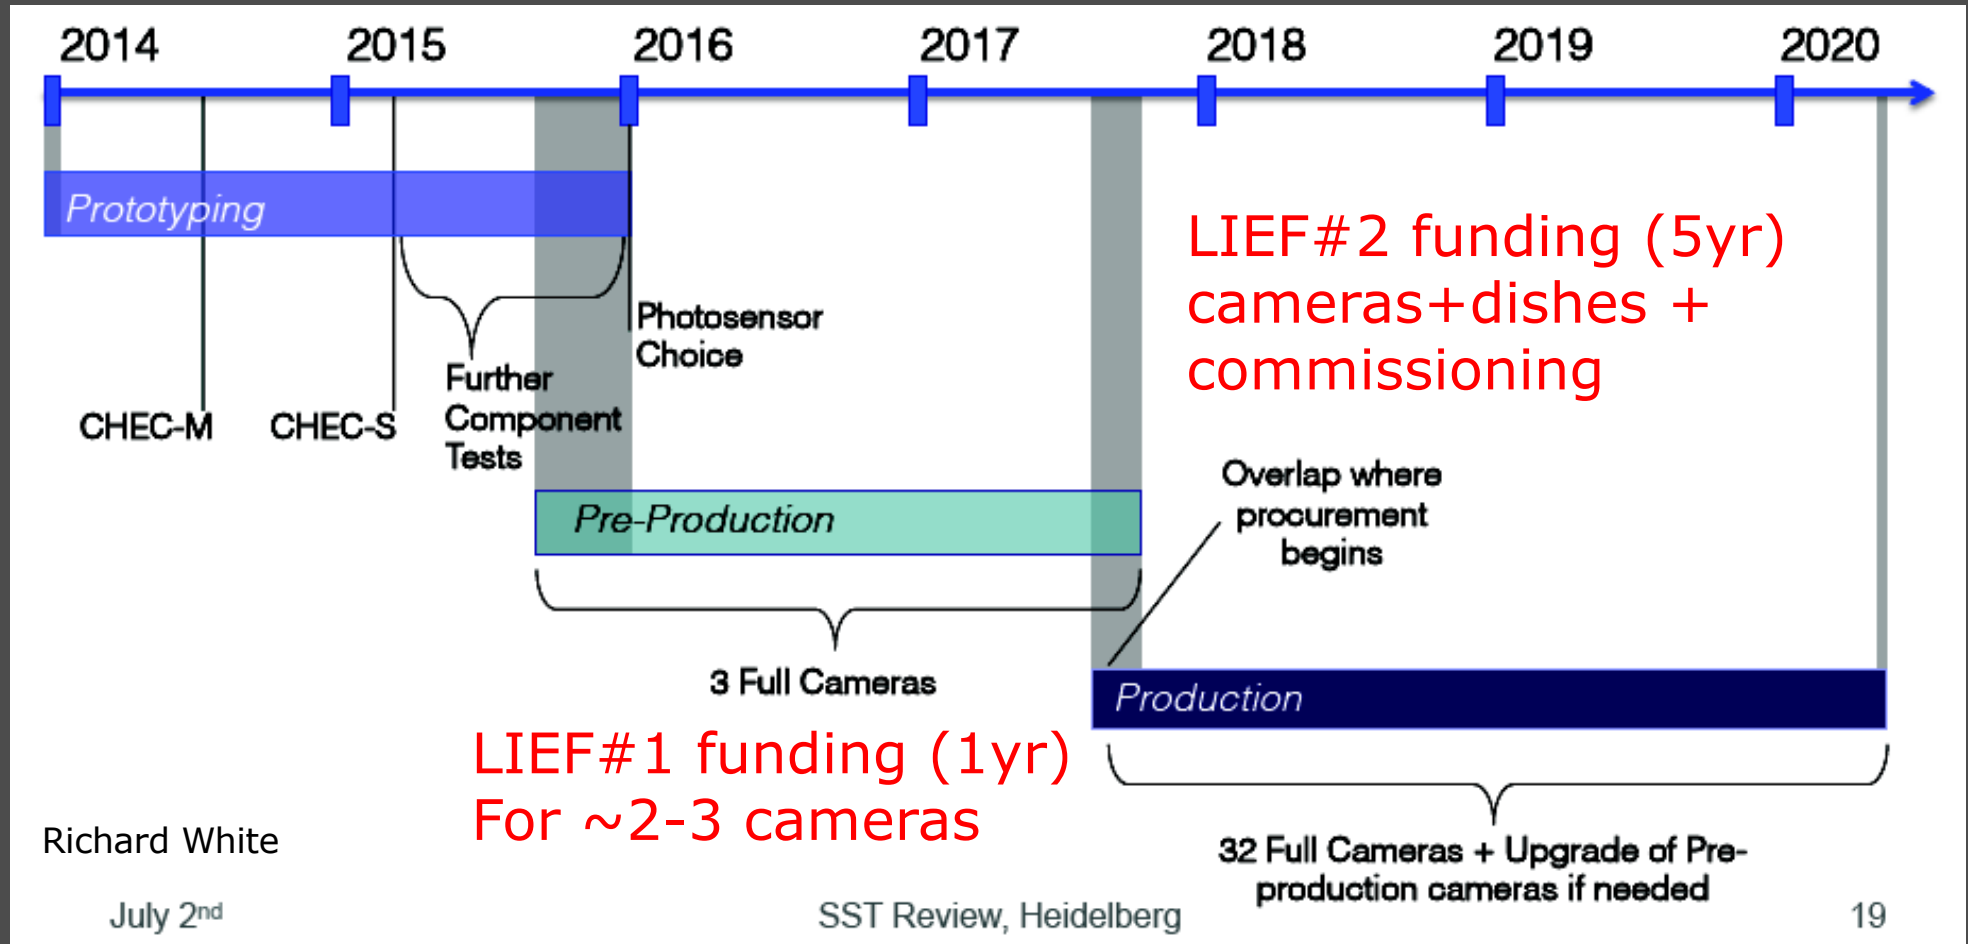 2014 2015 2016 2017 2018 2019 2020
Prototyping
CHEC-M
CHEC-S
Further
Component
Tests
Photosensor
Choice
LIEF#2 funding (5yr)
cameras+dishes +
commissioning
Pre-Production
Overlap where
procurement
begins
3 Full Cameras
Production
LIEF#1 funding (1yr)
For ~2-3 cameras
32 Full Cameras + Upgrade of Pre-
production cameras if needed
Richard White
July 2nd
SST Review, Heidelberg
19